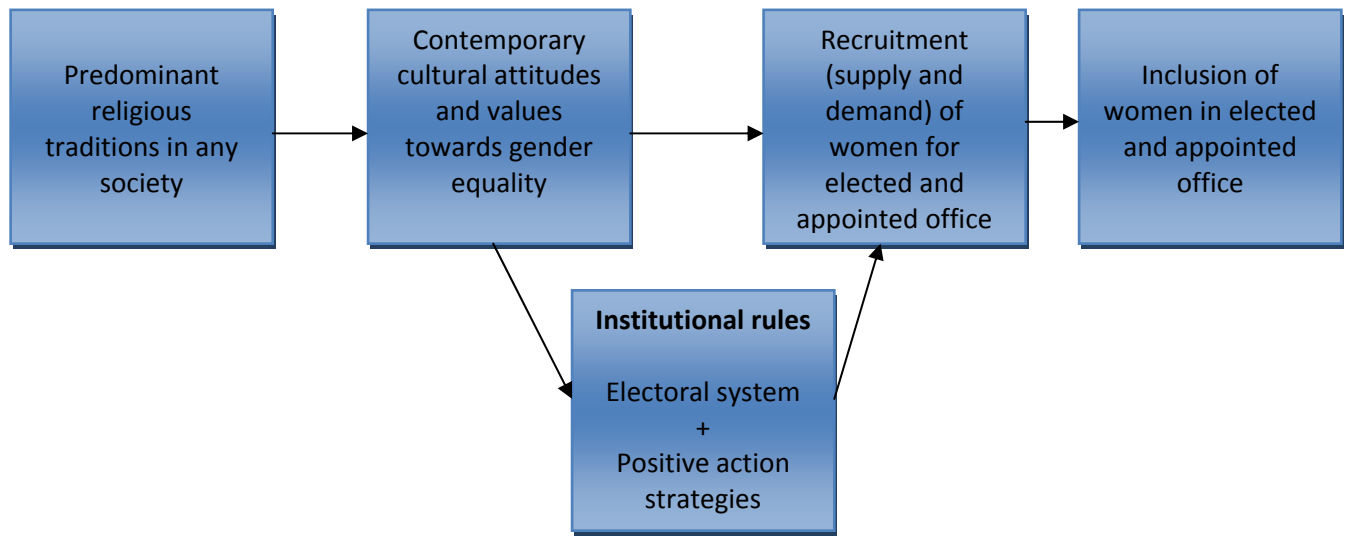 Predominant
religious
traditions in any
society
Contemporary
cultural attitudes
and values
towards gender
equality
Recruitment
(supply and
demand) of
women for
elected and
appointed office
Inclusion of
women in elected
and appointed
office
Institutional rules
Electoral system
+
Positive action
strategies